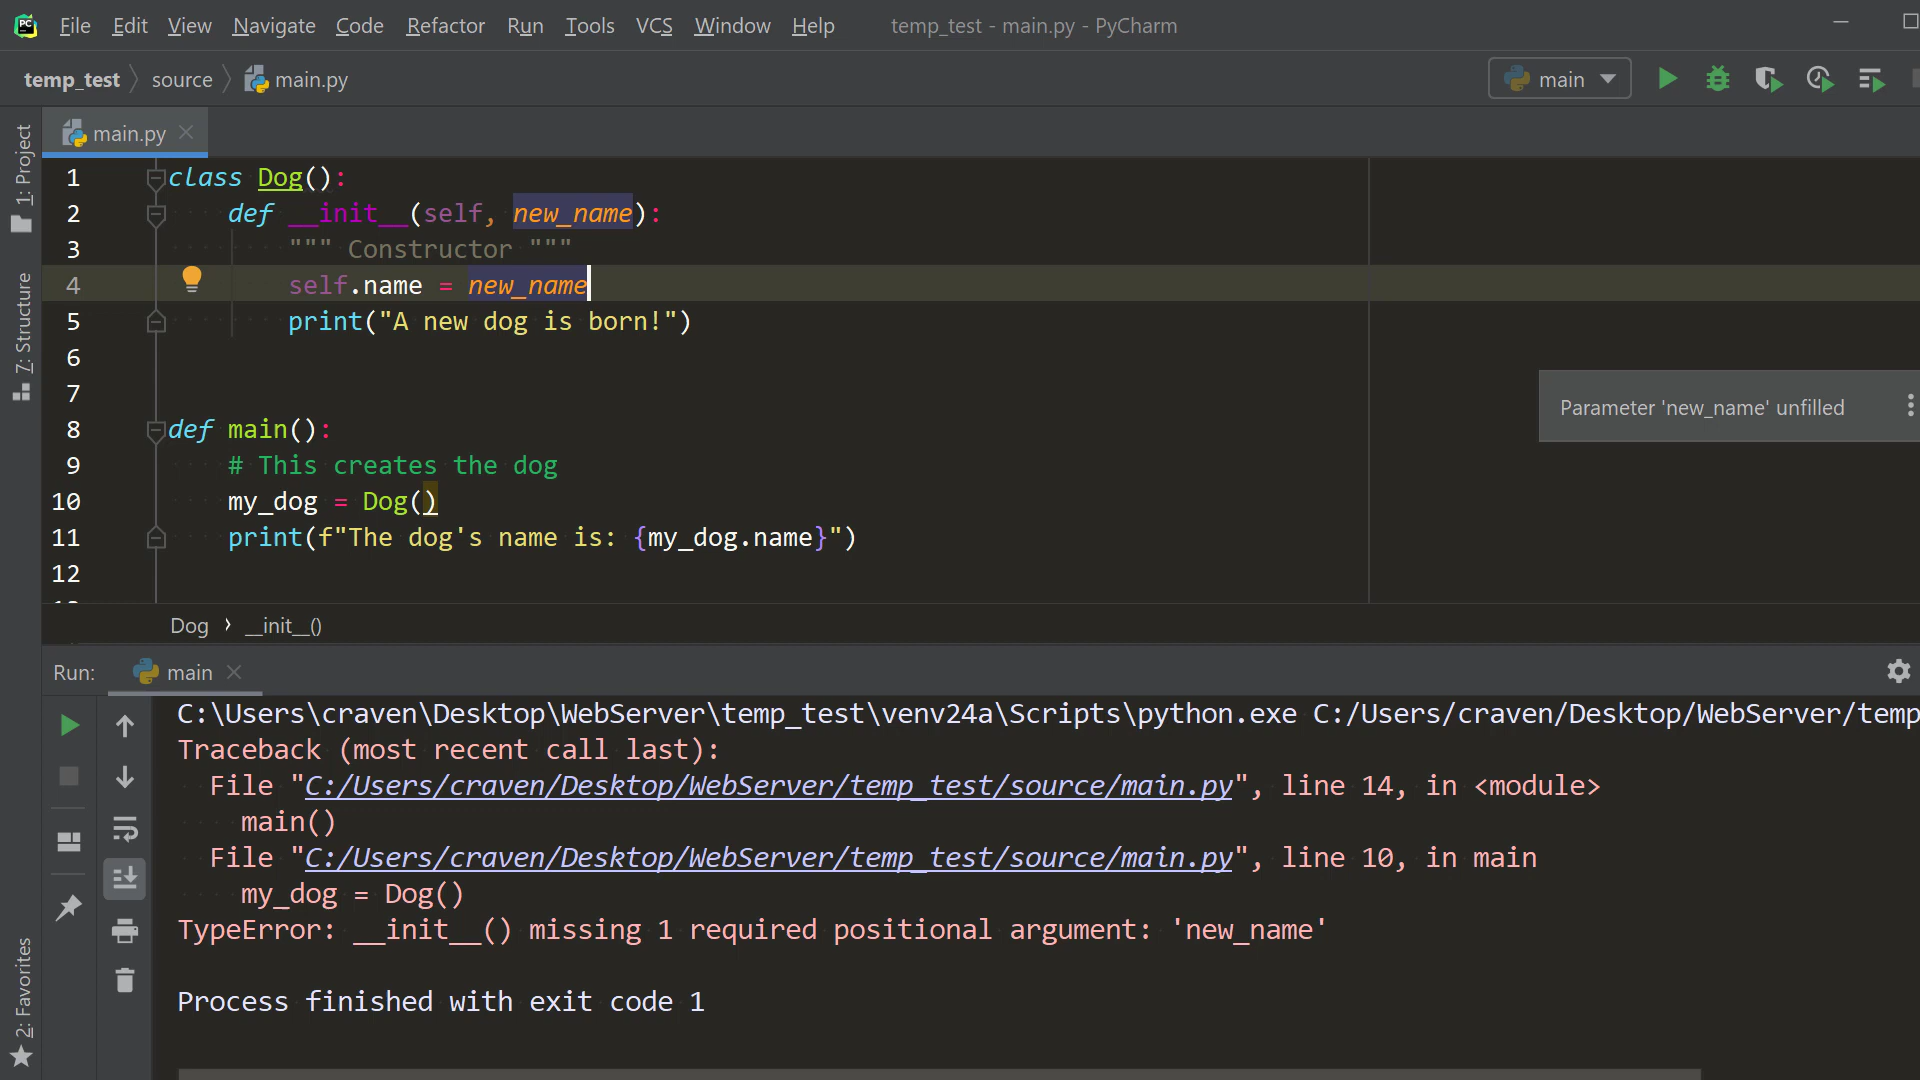 PC File Edit View Navigate Code Refactor Run Tools VCS Window Help temp_test - main.py - PyCharm
temp_test source main.py main
1: Project
main.py
1 class Dog():
2 def __init__(self, new_name):
3 """ Constructor """
4 self.name = new_name
5 print("A new dog is born!")
6
7
8 def main():
9 # This creates the dog
10 my_dog = Dog()
11 print(f"The dog's name is: {my_dog.name}")
12
Parameter 'new_name' unfilled
7: Structure
Dog › __init__()
Run: main
C:\Users\craven\Desktop\WebServer\temp_test\venv24a\Scripts\python.exe C:/Users/craven/Desktop/WebServer/temp
Traceback (most recent call last):
File "C:/Users/craven/Desktop/WebServer/temp_test/source/main.py", line 14, in <module>
main()
File "C:/Users/craven/Desktop/WebServer/temp_test/source/main.py", line 10, in main
my_dog = Dog()
TypeError: __init__() missing 1 required positional argument: 'new_name'
Process finished with exit code 1
2: Favorites